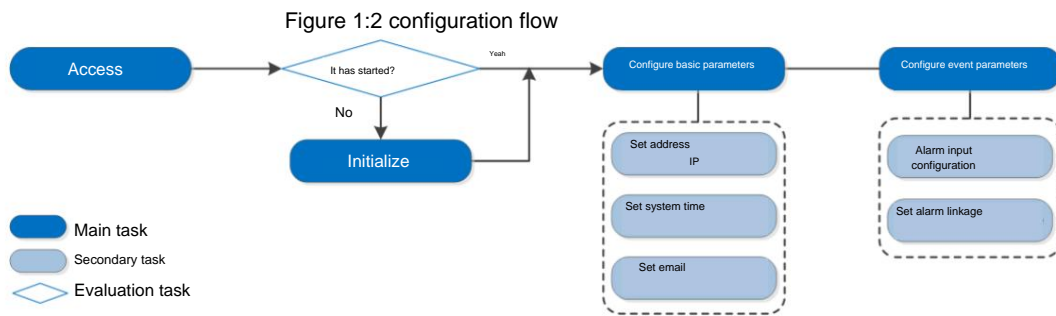 Figure 1:2 configuration flow
Access
It has started?
Yeah
No
Initialize
Configure basic parameters
Set address
IP
Set system time
Set email
Configure event parameters
Alarm input
configuration
Set alarm linkage
Main task
Secondary task
Evaluation task